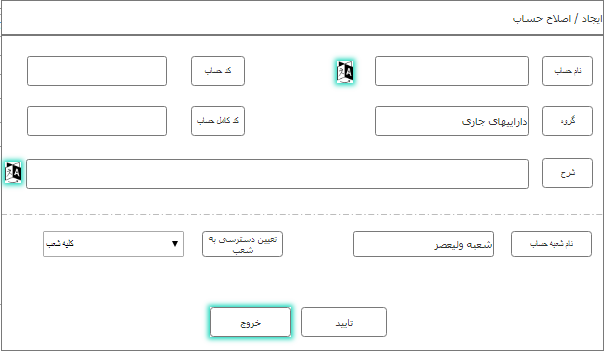 ایجاد / اصلاح حساب
نام حساب
کد حساب
گروه
داراییهای جاری
کد کامل حساب
شرح
نام شعبه حساب
شعبه ولیعصر
تعیین دسترسی به
شعب
کلیه شعب
تایید
خروج